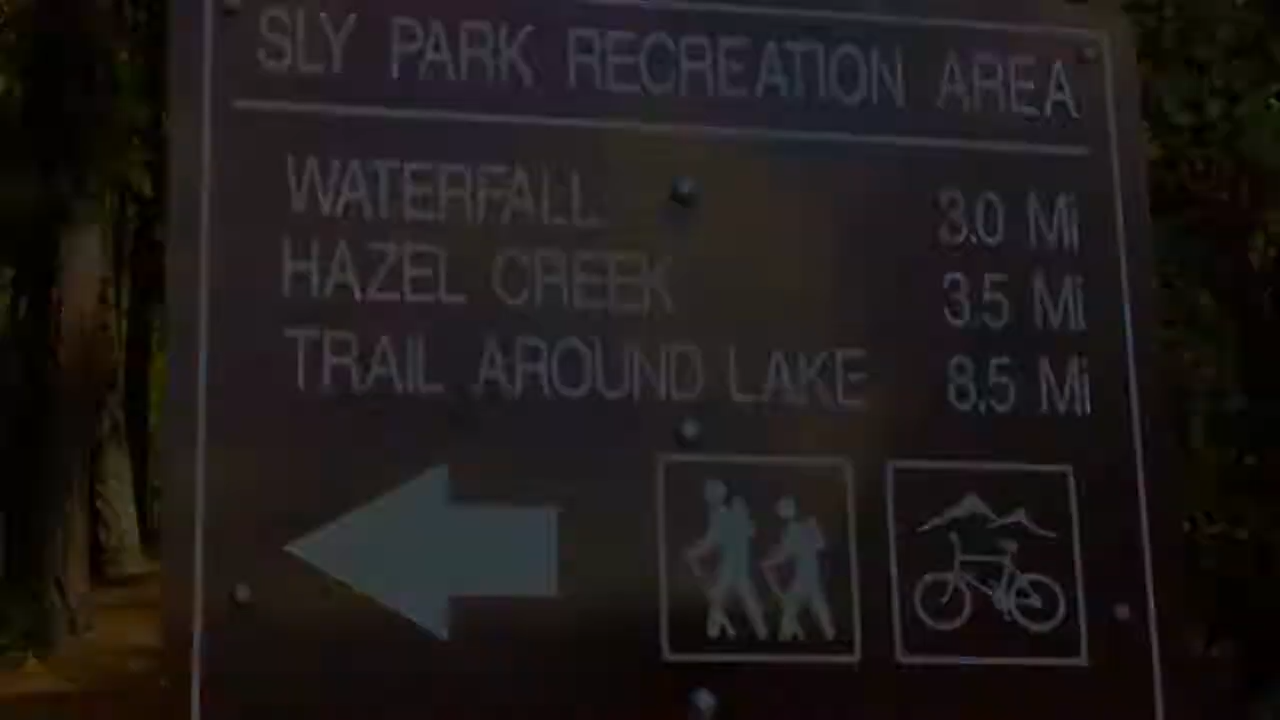 SLY PARK RECREATION AREA
WATERFALL 3.0 Mi
HAZEL CREEK 3.5 Mi
TRAIL AROUND LAKE 8.5 Mi